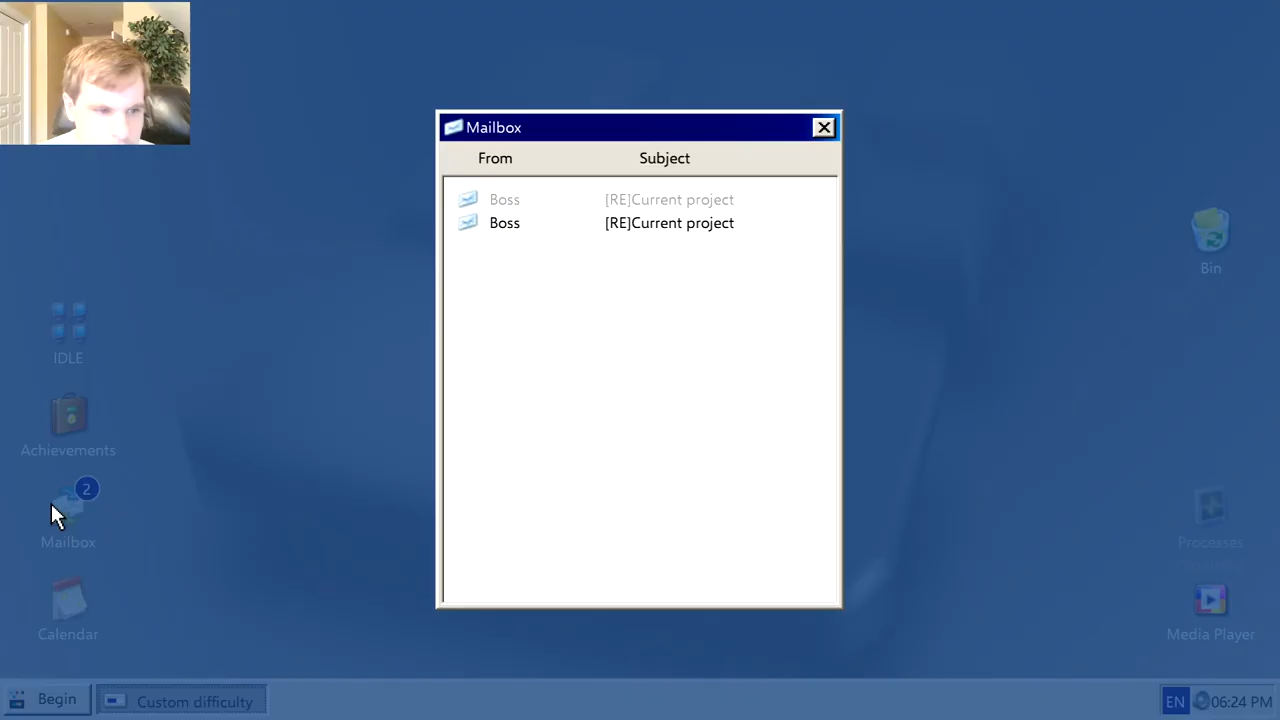 Mailbox
From Subject
Boss [RE]Current project
Boss [RE]Current project
Bin
IDLE
Achievements
2
Mailbox
Processes
Calendar
Media Player
Begin Custom difficulty EN 06:24 PM